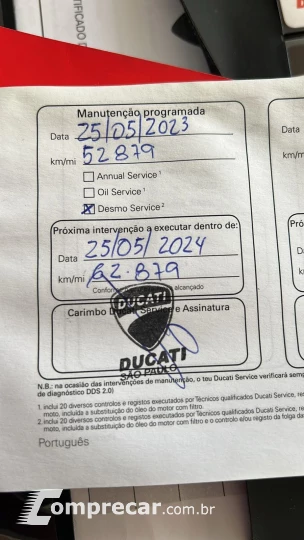 TIFICADO D
Manutenção programada
Data 25/05/2023
km/mi 52879
Annual Service¹
Oil Service¹
Desmo Service²
Próxima intervenção a executar dentro de:
Data 25/05/2024
km/mi 62.879
alcançado
Carimbo Ducati Service e Assinatura
DUCATI
DUCATI
SÃO PAULO
km/mi
N.B.: na ocasião das intervenções de manutenção, o teu Ducati Service verificará
de diagnóstico DDS 2.0)
1. inclui 20 diversos controlos e registos executados por Técnicos qualificados Ducati Service,
moto, incluída a substituição do óleo do motor com filtro.
2. inclui 20 diversos controlos e registos executados por Técnicos qualificados Ducati Service,
moto, incluída a substituição do óleo do motor com filtro e o controlo e/ou registo da folga
Português
Comprecar.com.br